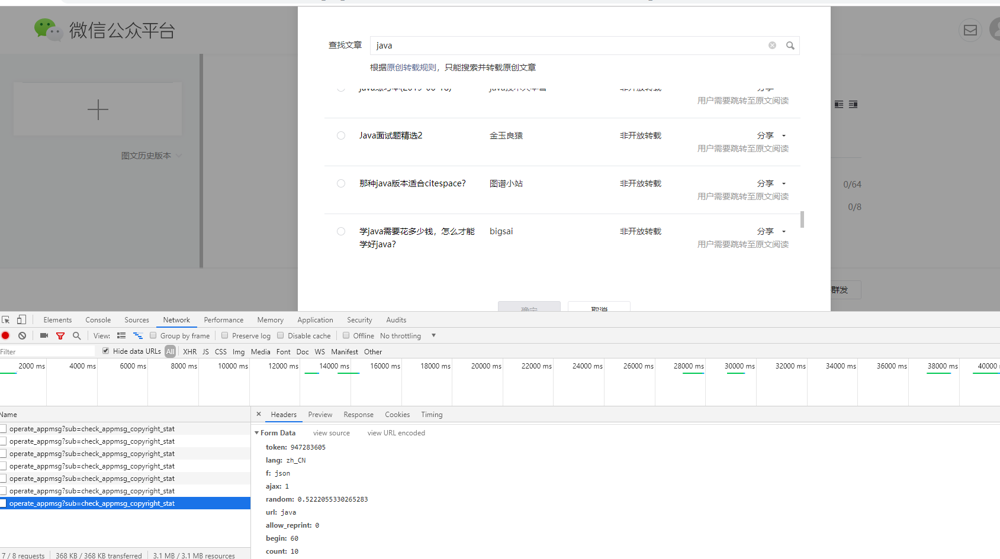 微信公众平台
查找文章
java
根据原创转载规则，只能搜索并转载原创文章
用户需要跳转至原文阅读
Java面试题精选2
金玉良猿
非开放转载
分享
用户需要跳转至原文阅读
那种java版本适合citespace?
图谱小站
非开放转载
分享
用户需要跳转至原文阅读
学java需要花多少钱，怎么才能
学好java?
bigsai
非开放转载
分享
用户需要跳转至原文阅读
确定
取消
图文历史版本
0/64
0/8
群发
Elements Console Sources Network Performance Memory Application Security Audits
View: Group by frame Preserve log Disable cache Offline No throttling
Filter Hide data URLs All XHR JS CSS Img Media Font Doc WS Manifest Other
2000 ms 4000 ms 6000 ms 8000 ms 10000 ms 12000 ms 14000 ms 16000 ms 18000 ms 20000 ms 22000 ms 24000 ms 26000 ms 28000 ms 30000 ms 32000 ms 34000 ms 36000 ms 38000 ms 40000
Name
operate_appmsg?sub=check_appmsg_copyright_stat
operate_appmsg?sub=check_appmsg_copyright_stat
operate_appmsg?sub=check_appmsg_copyright_stat
operate_appmsg?sub=check_appmsg_copyright_stat
operate_appmsg?sub=check_appmsg_copyright_stat
operate_appmsg?sub=check_appmsg_copyright_stat
operate_appmsg?sub=check_appmsg_copyright_stat
7 / 8 requests 368 KB / 368 KB transferred 3.1 MB / 3.1 MB resources
Headers Preview Response Cookies Timing
Form Data view source view URL encoded
token: 947283605
lang: zh_CN
f: json
ajax: 1
random: 0.5222055330265283
url: java
allow_reprint: 0
begin: 60
count: 10